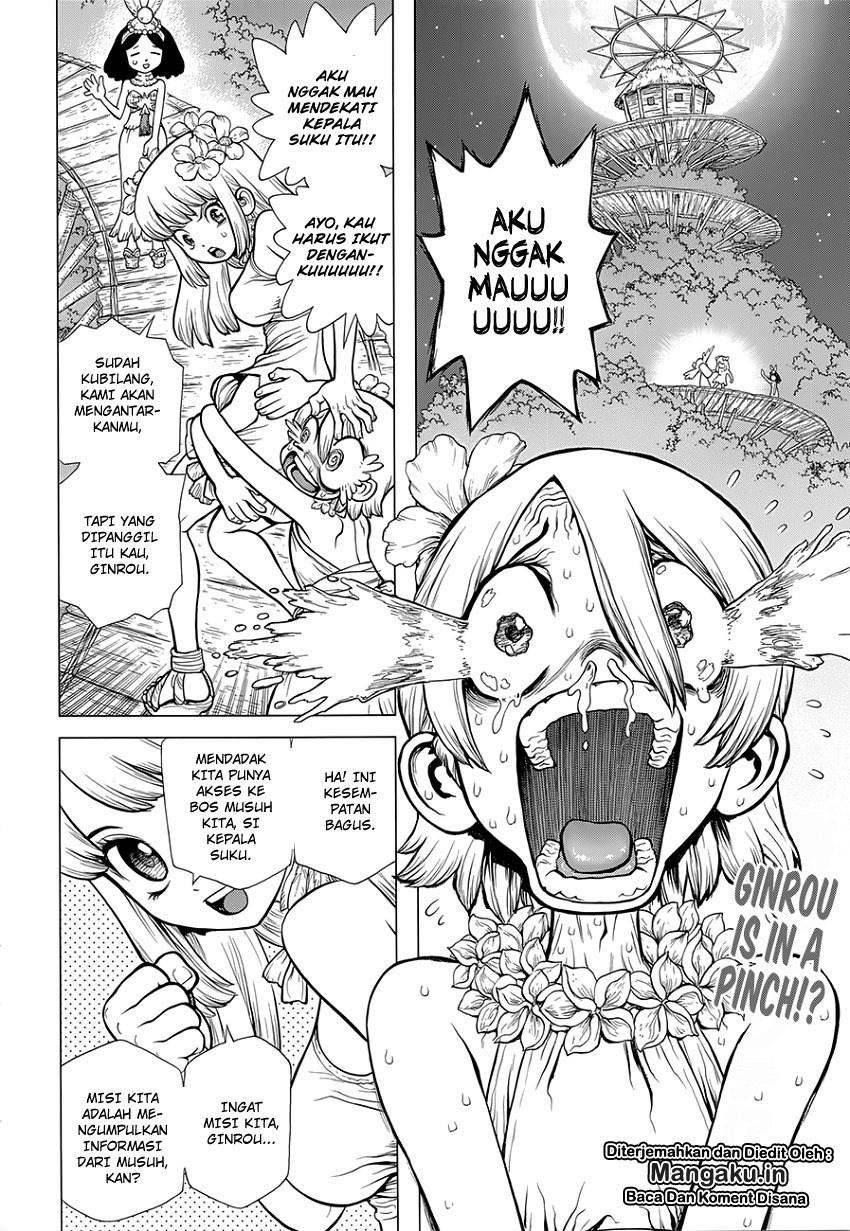 AKU
NGGAK
MAUUU
UUUU!!
GINROU
IS IN A
PINCH!?
AKU
NGGAK MAU
MENDEKATI
KEPALA
SUKU ITU!!
AYO, KAU
HARUS IKUT
DENGAN-
KUUUUUU!!
SUDAH
KUBILANG,
KAMI AKAN
MENGANTAR-
KANMU,
TAPI YANG
DIPANGGIL
ITU KAU,
GINROU.
HA! INI
KESEM-
PATAN
BAGUS.
MENDADAK
KITA PUNYA
AKSES KE
BOS MUSUH
KITA, SI
KEPALA
SUKU.
INGAT
MISI KITA,
GINROU...
MISI KITA
ADALAH ME-
NGUMPULKAN
INFORMASI
DARI MUSUH,
KAN?
Diterjemahkan dan Diedit Oleh :
Mangaku.in
Baca Dan Koment Disana